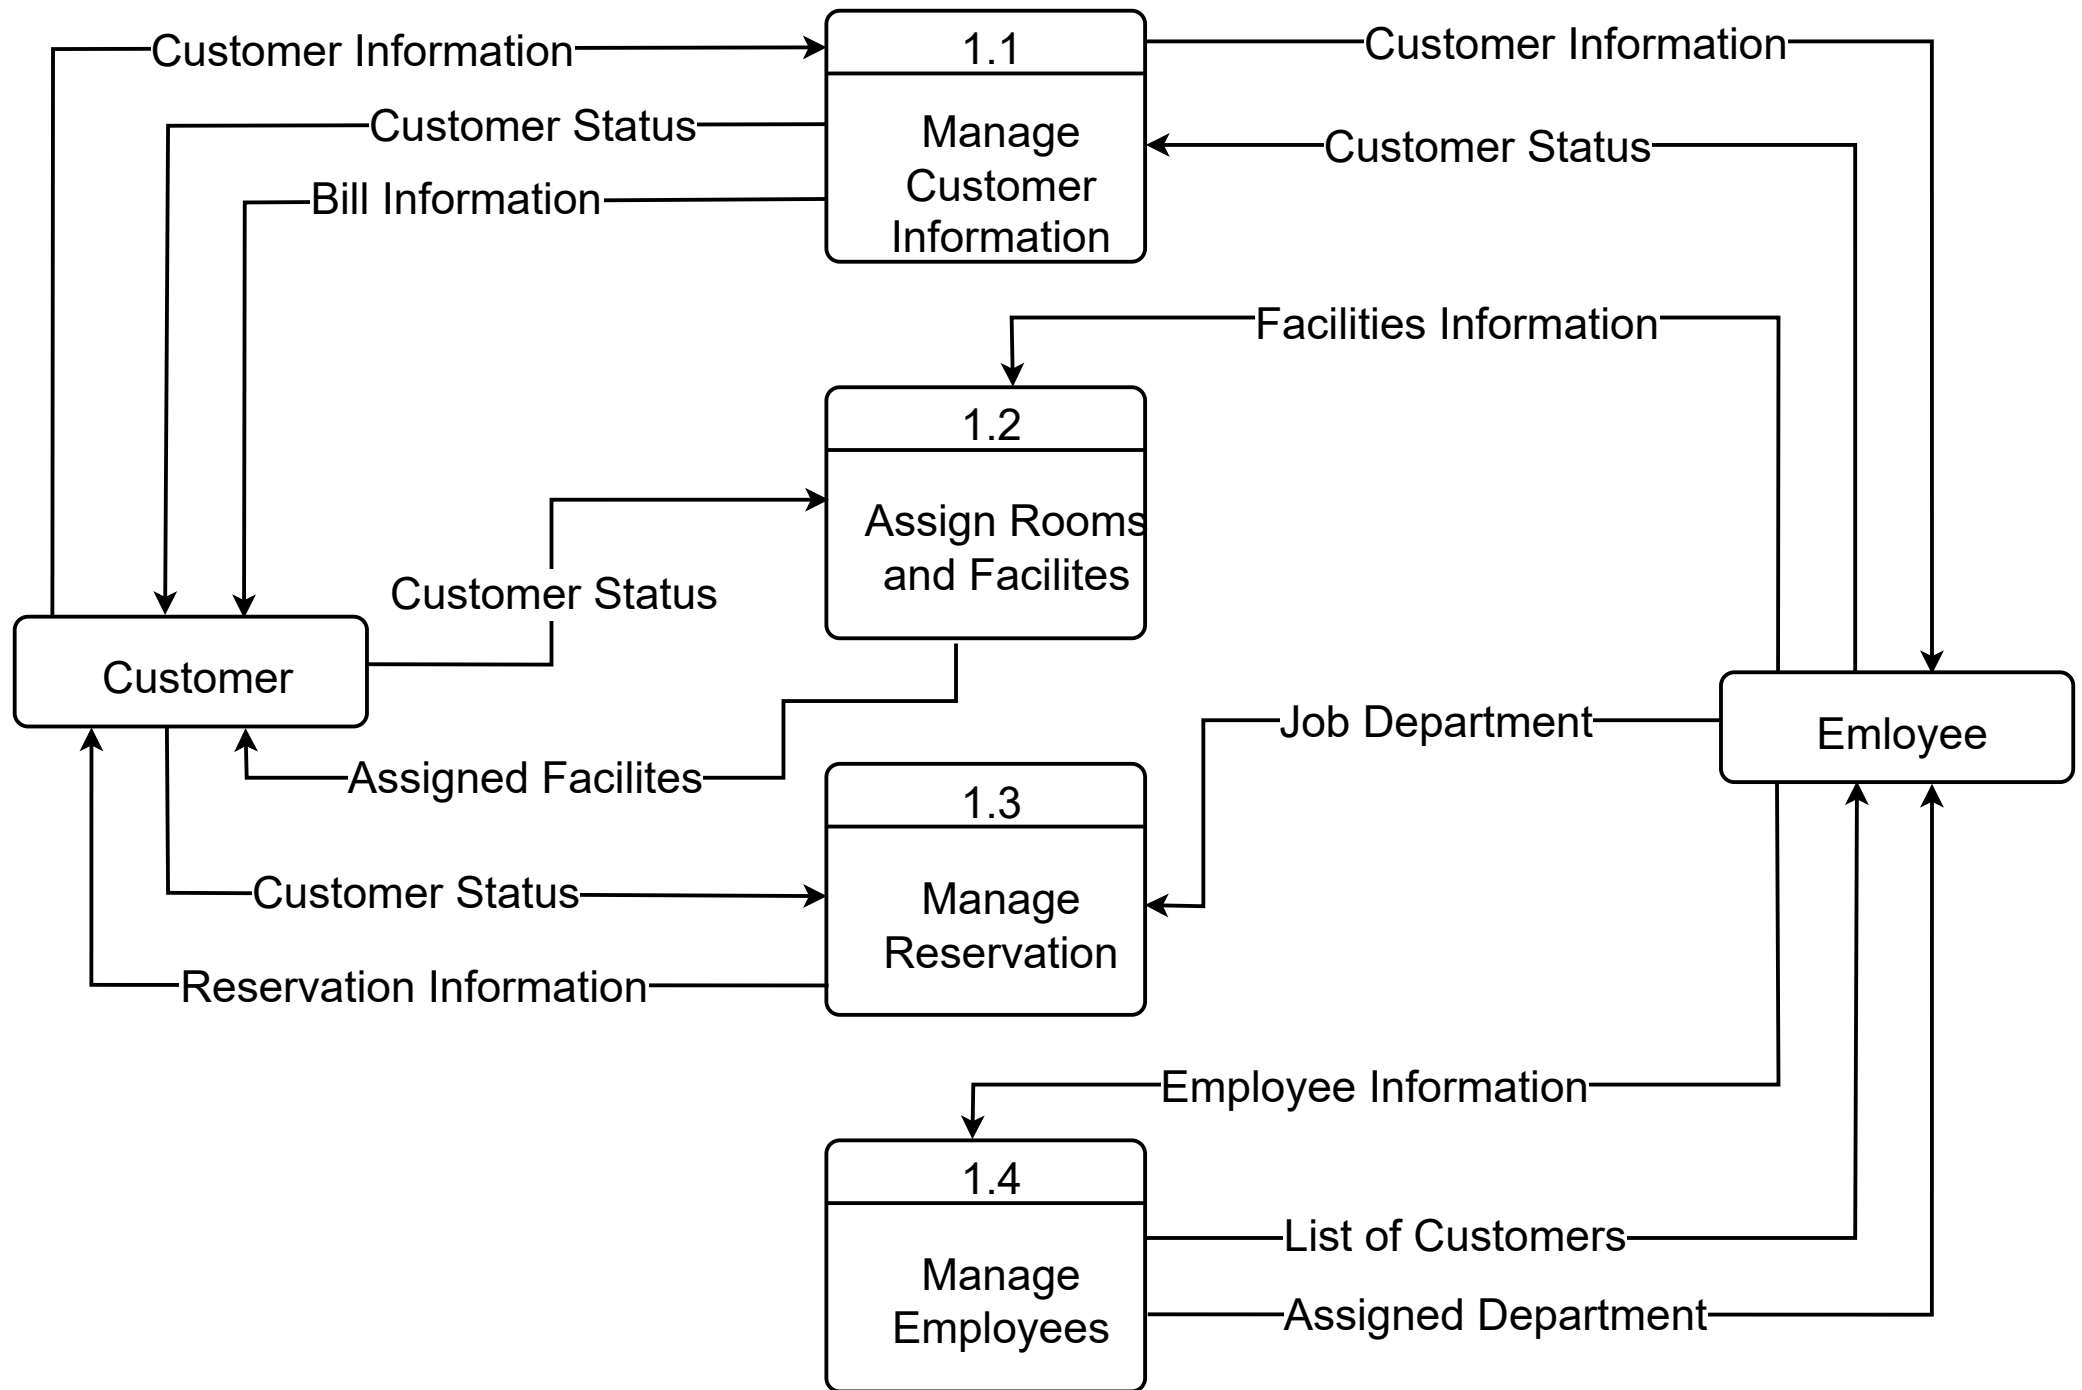 Customer Information
1.1
Customer Information
Customer Status
Manage
Customer
Information
Customer Status
Bill Information
Facilities Information
1.2
Assign Rooms
and Facilites
Customer Status
Customer
Emloyee
Job Department
Assigned Facilites
1.3
Manage
Reservation
Customer Status
Reservation Information
Employee Information
1.4
Manage
Employees
List of Customers
Assigned Department